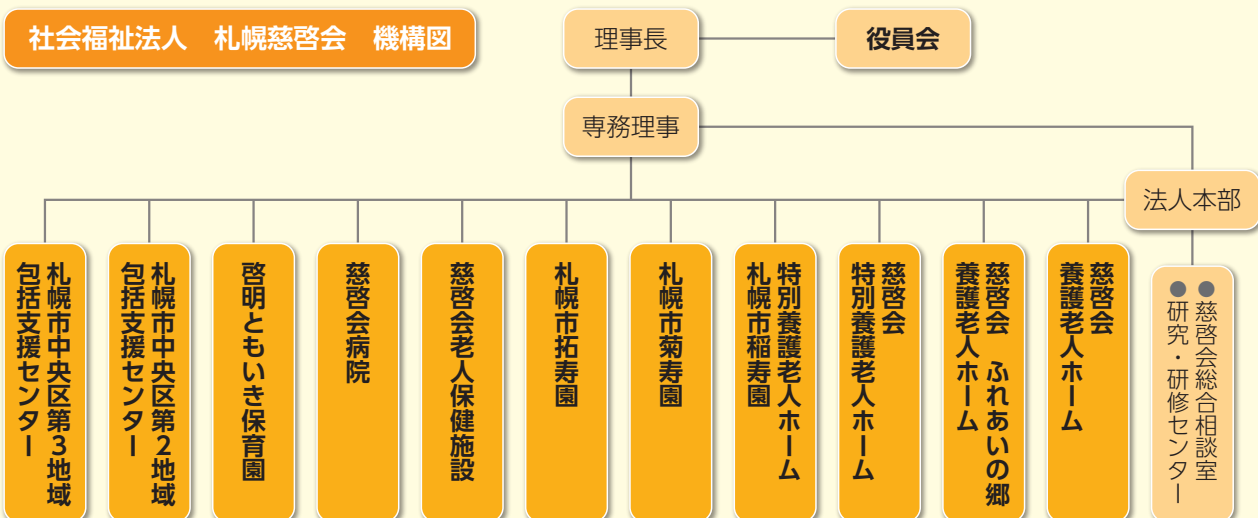 社会福祉法人　札幌慈啓会　機構図
理事長
役員会
専務理事
法人本部
慈啓会
養護老人ホーム
慈啓会　ふれあいの郷
養護老人ホーム
慈啓会
特別養護老人ホーム
特別養護老人ホーム
札幌市稲寿園
札幌市菊寿園
札幌市拓寿園
慈啓会老人保健施設
慈啓会病院
啓明ともいき保育園
札幌市中央区第2地域
包括支援センター
札幌市中央区第3地域
包括支援センター
●慈啓会総合相談室
●研究・研修センター